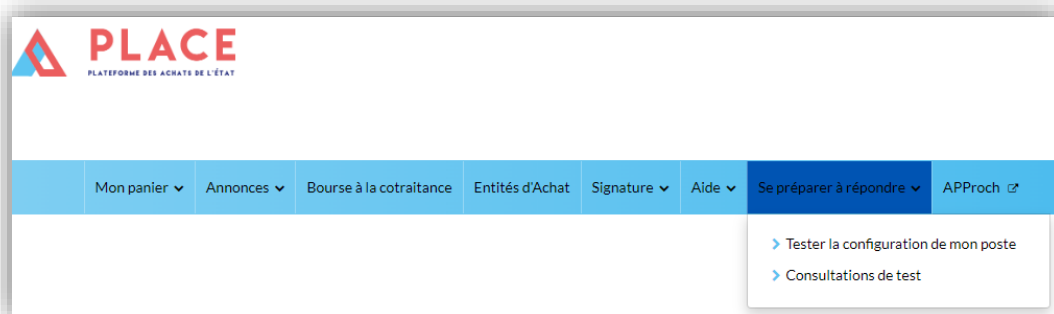 PLACE
PLATEFORME DES ACHATS DE L'ÉTAT
Mon panier Annonces Bourse à la cotraitance Entités d'Achat Signature Aide Se préparer à répondre APProch
Tester la configuration de mon poste
Consultations de test